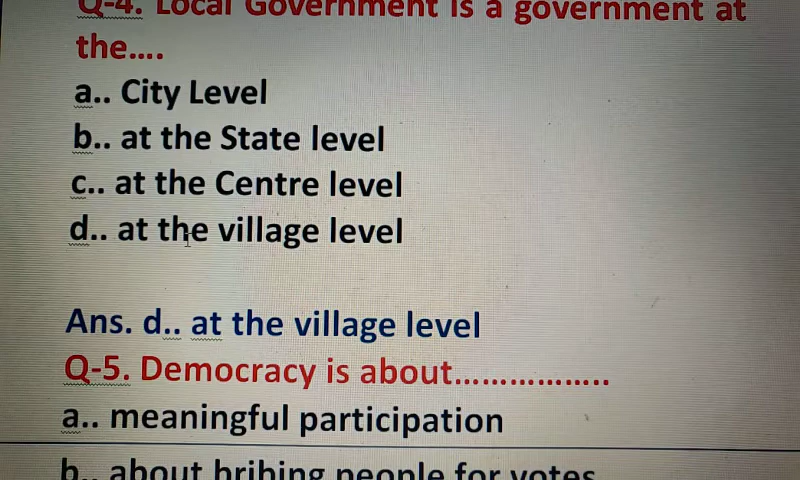 Q-4. Local Government is a government at
the....
a.. City Level
b.. at the State level
c.. at the Centre level
d.. at the village level
Ans. d.. at the village level
Q-5. Democracy is about..................
a.. meaningful participation
b.. about bribing people for votes